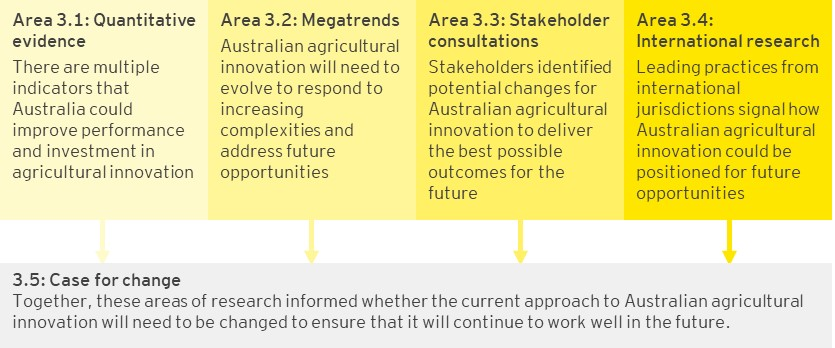 Area 3.1: Quantitative
evidence
There are multiple
indicators that
Australia could
improve performance
and investment in
agricultural innovation
Area 3.2: Megatrends
Australian agricultural
innovation will need to
evolve to respond to
increasing
complexities and
address future
opportunities
Area 3.3: Stakeholder
consultations
Stakeholders identified
potential changes for
Australian agricultural
innovation to deliver
the best possible
outcomes for the
future
Area 3.4:
International research
Leading practices from
international
jurisdictions signal how
Australian agricultural
innovation could be
positioned for future
opportunities
3.5: Case for change
Together, these areas of research informed whether the current approach to Australian agricultural
innovation will need to be changed to ensure that it will continue to work well in the future.